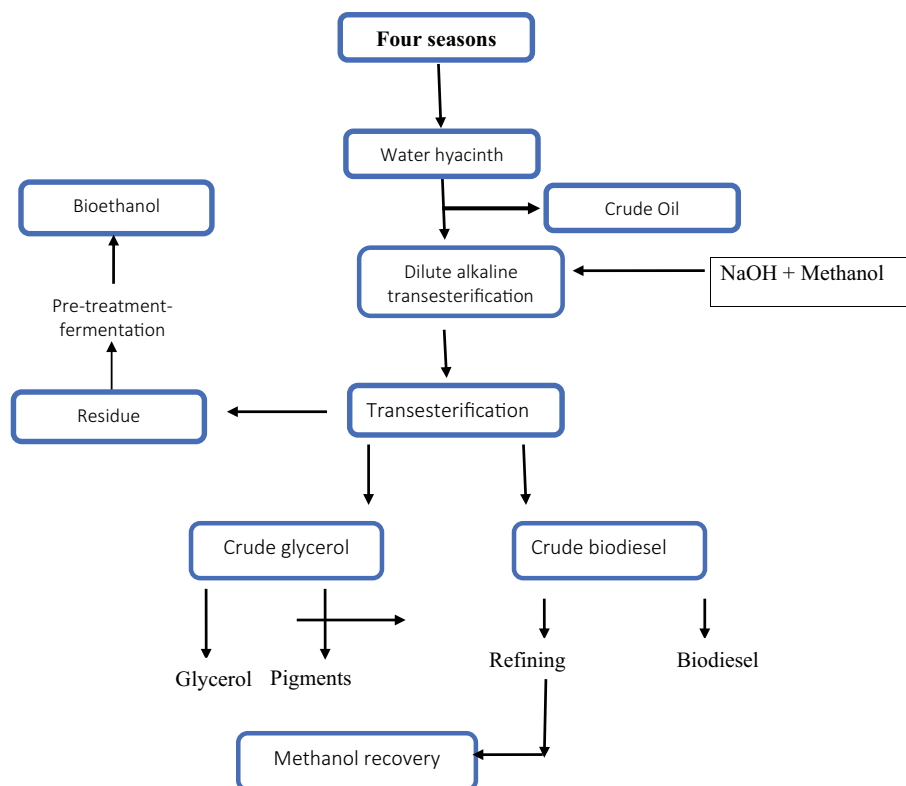 Four seasons
Water hyacinth
Bioethanol
Crude Oil
Dilute alkaline
transesterification
NaOH + Methanol
Pre-treatment-
fermentation
Residue
Transesterification
Crude glycerol
Crude biodiesel
Glycerol
Pigments
Refining
Biodiesel
Methanol recovery